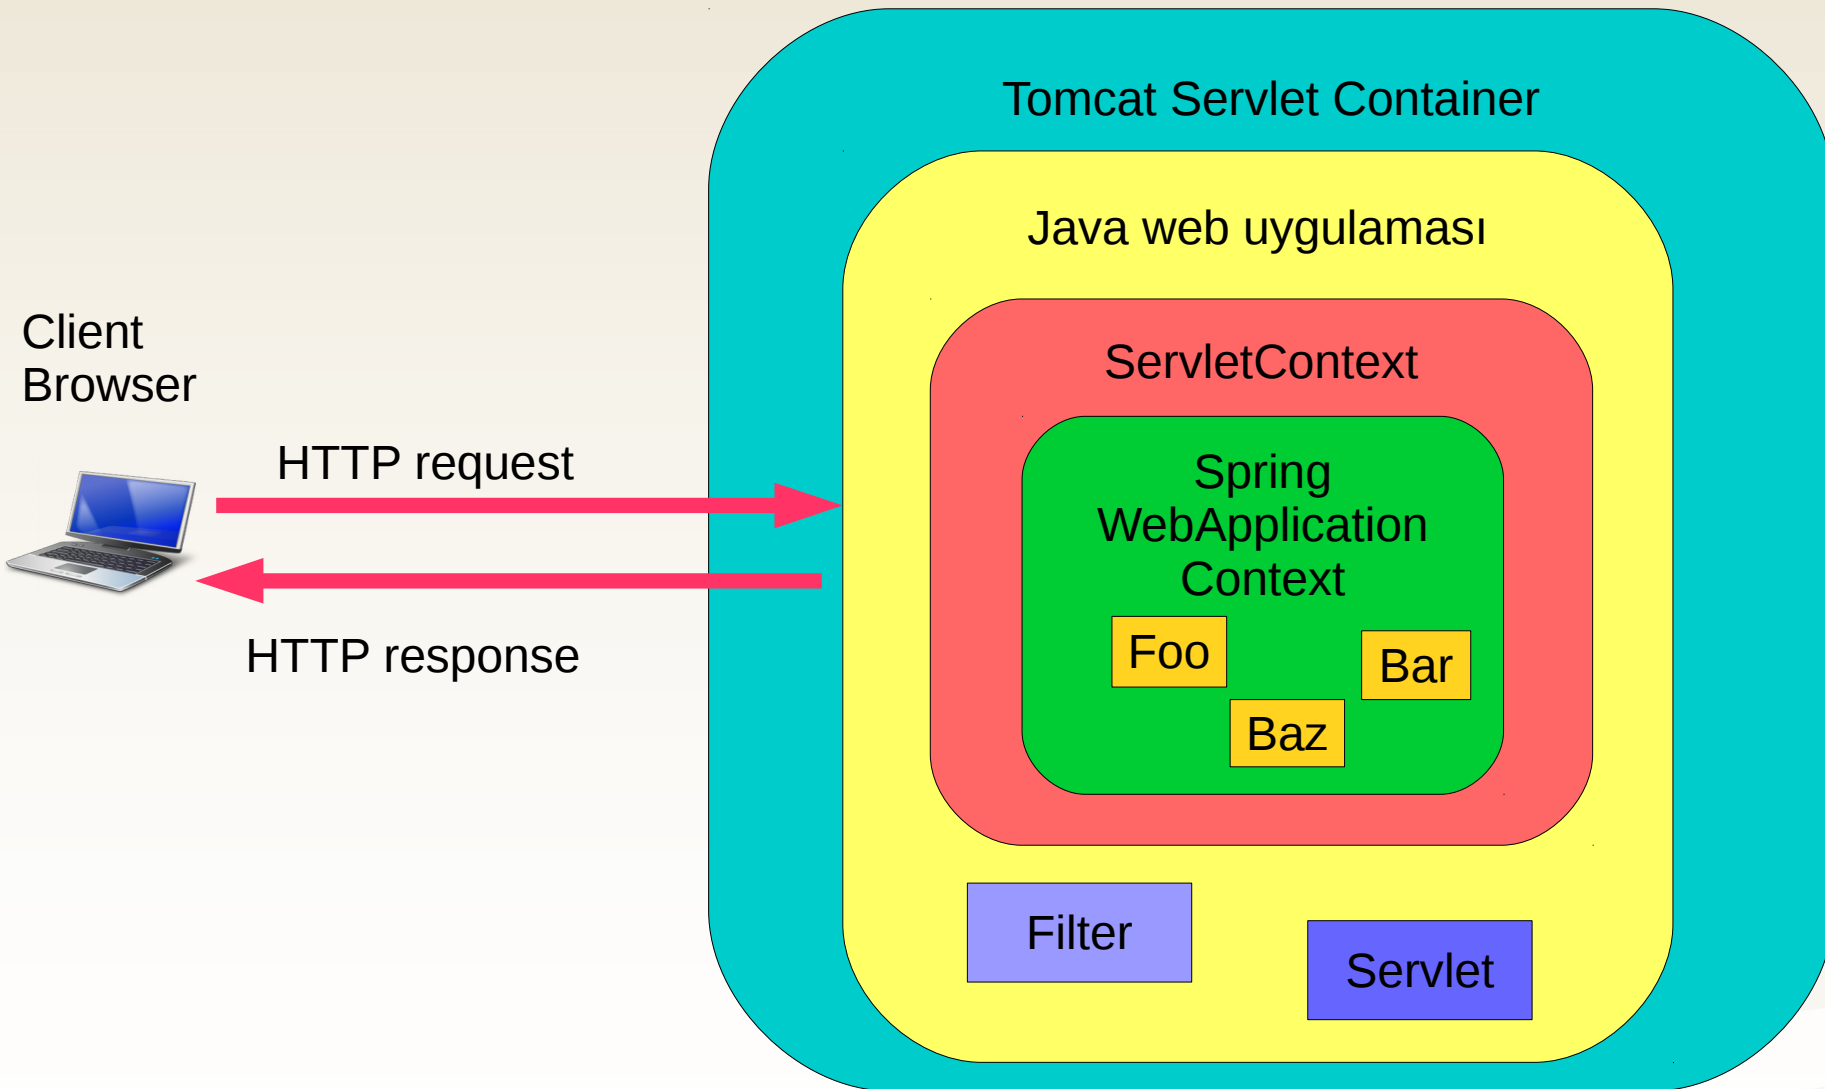 Tomcat Servlet Container
Java web uygulaması
Client
Browser
ServletContext
HTTP request
Spring
WebApplication
Context
HTTP response
Foo
Bar
Baz
Filter
Servlet